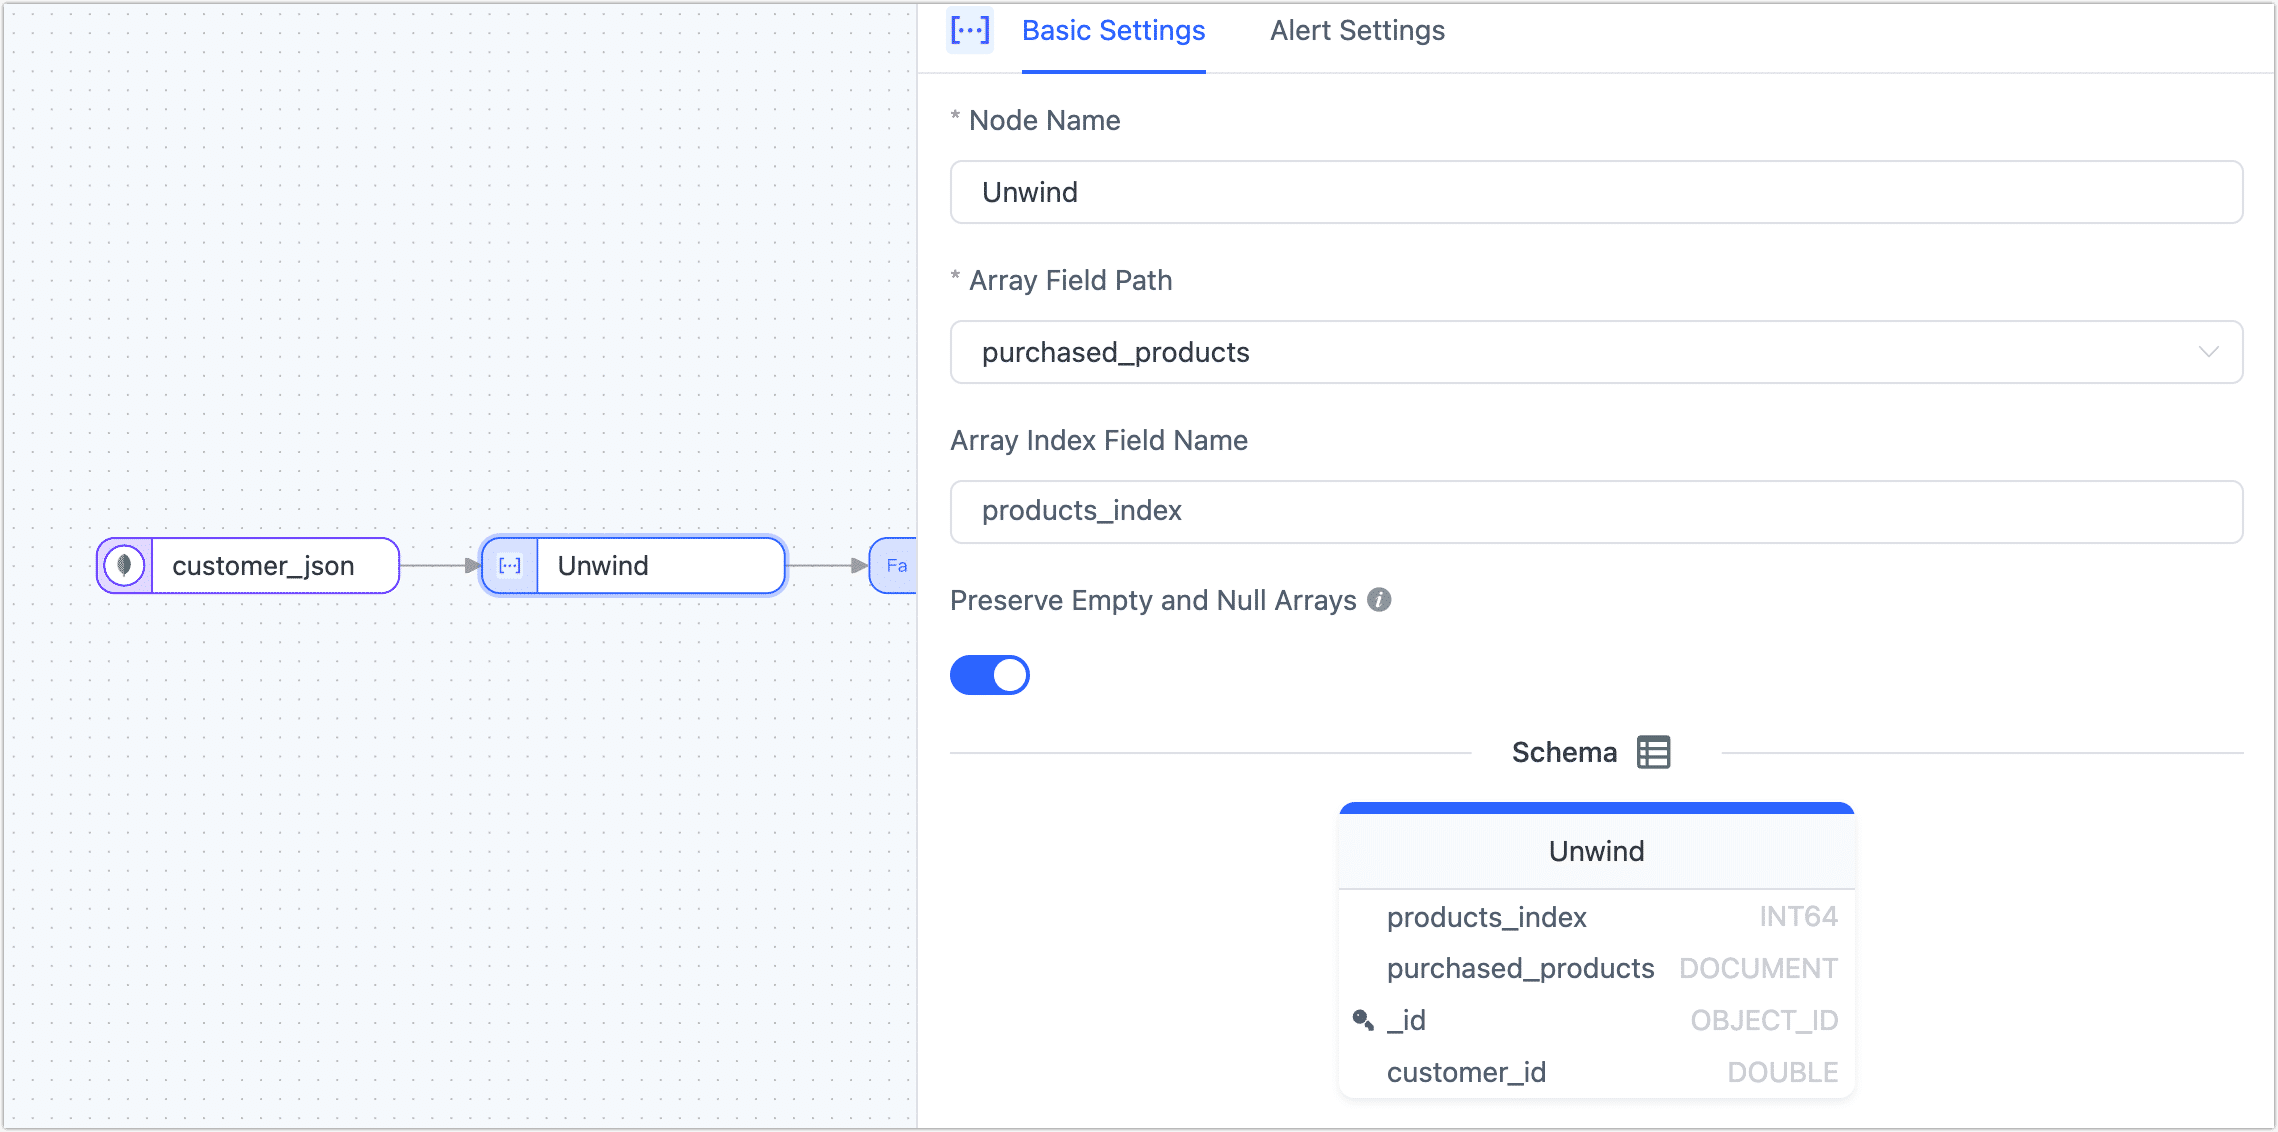 Basic Settings
Alert Settings
* Node Name
Unwind
* Array Field Path
purchased_products
Array Index Field Name
products_index
Preserve Empty and Null Arrays
Schema
Unwind
products_index INT64
purchased_products DOCUMENT
_id OBJECT_ID
customer_id DOUBLE
customer_json
Unwind
Fa